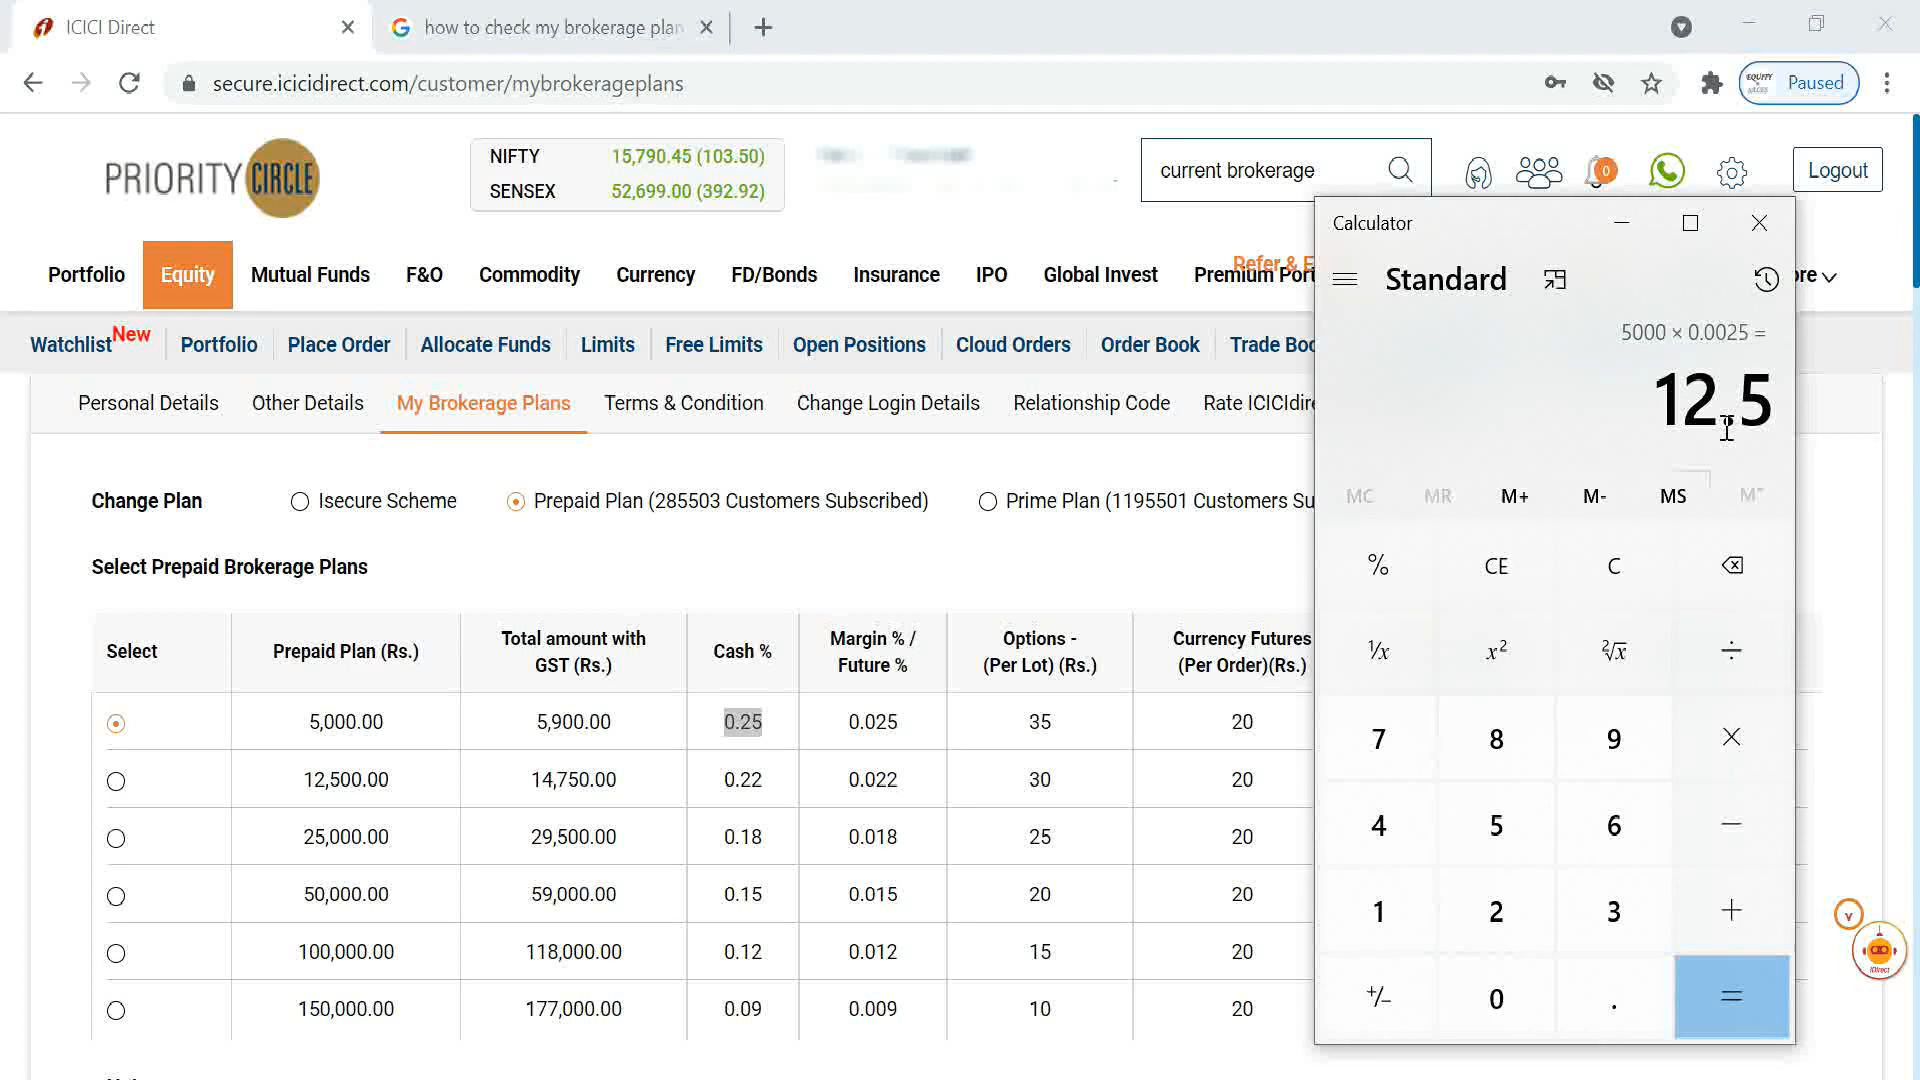 ICICI Direct
how to check my brokerage plan
secure.icicidirect.com/customer/mybrokerageplans
EQUITY
Paused
PRIORITY CIRCLE
NIFTY 15,790.45 (103.50)
SENSEX 52,699.00 (392.92)
current brokerage
0
Logout
Portfolio Equity Mutual Funds F&O Commodity Currency FD/Bonds Insurance IPO Global Invest Premium Port
Refer & E
ore
Watchlist New Portfolio Place Order Allocate Funds Limits Free Limits Open Positions Cloud Orders Order Book Trade Boo
Personal Details Other Details My Brokerage Plans Terms & Condition Change Login Details Relationship Code Rate ICICIdire
Change Plan Isecure Scheme Prepaid Plan (285503 Customers Subscribed) Prime Plan (1195501 Customers Su
Select Prepaid Brokerage Plans
Select Prepaid Plan (Rs.) Total amount with GST (Rs.) Cash % Margin % / Future % Options - (Per Lot) (Rs.) Currency Futures (Per Order)(Rs.)
5,000.00 5,900.00 0.25 0.025 35 20
12,500.00 14,750.00 0.22 0.022 30 20
25,000.00 29,500.00 0.18 0.018 25 20
50,000.00 59,000.00 0.15 0.015 20 20
100,000.00 118,000.00 0.12 0.012 15 20
150,000.00 177,000.00 0.09 0.009 10 20
Calculator
Standard
5000 × 0.0025 =
12.5
MC MR M+ M- MS M˅
% CE C
1/x x² ²√x ÷
7 8 9 ×
4 5 6 −
1 2 3 +
+/− 0 . =
iDirect